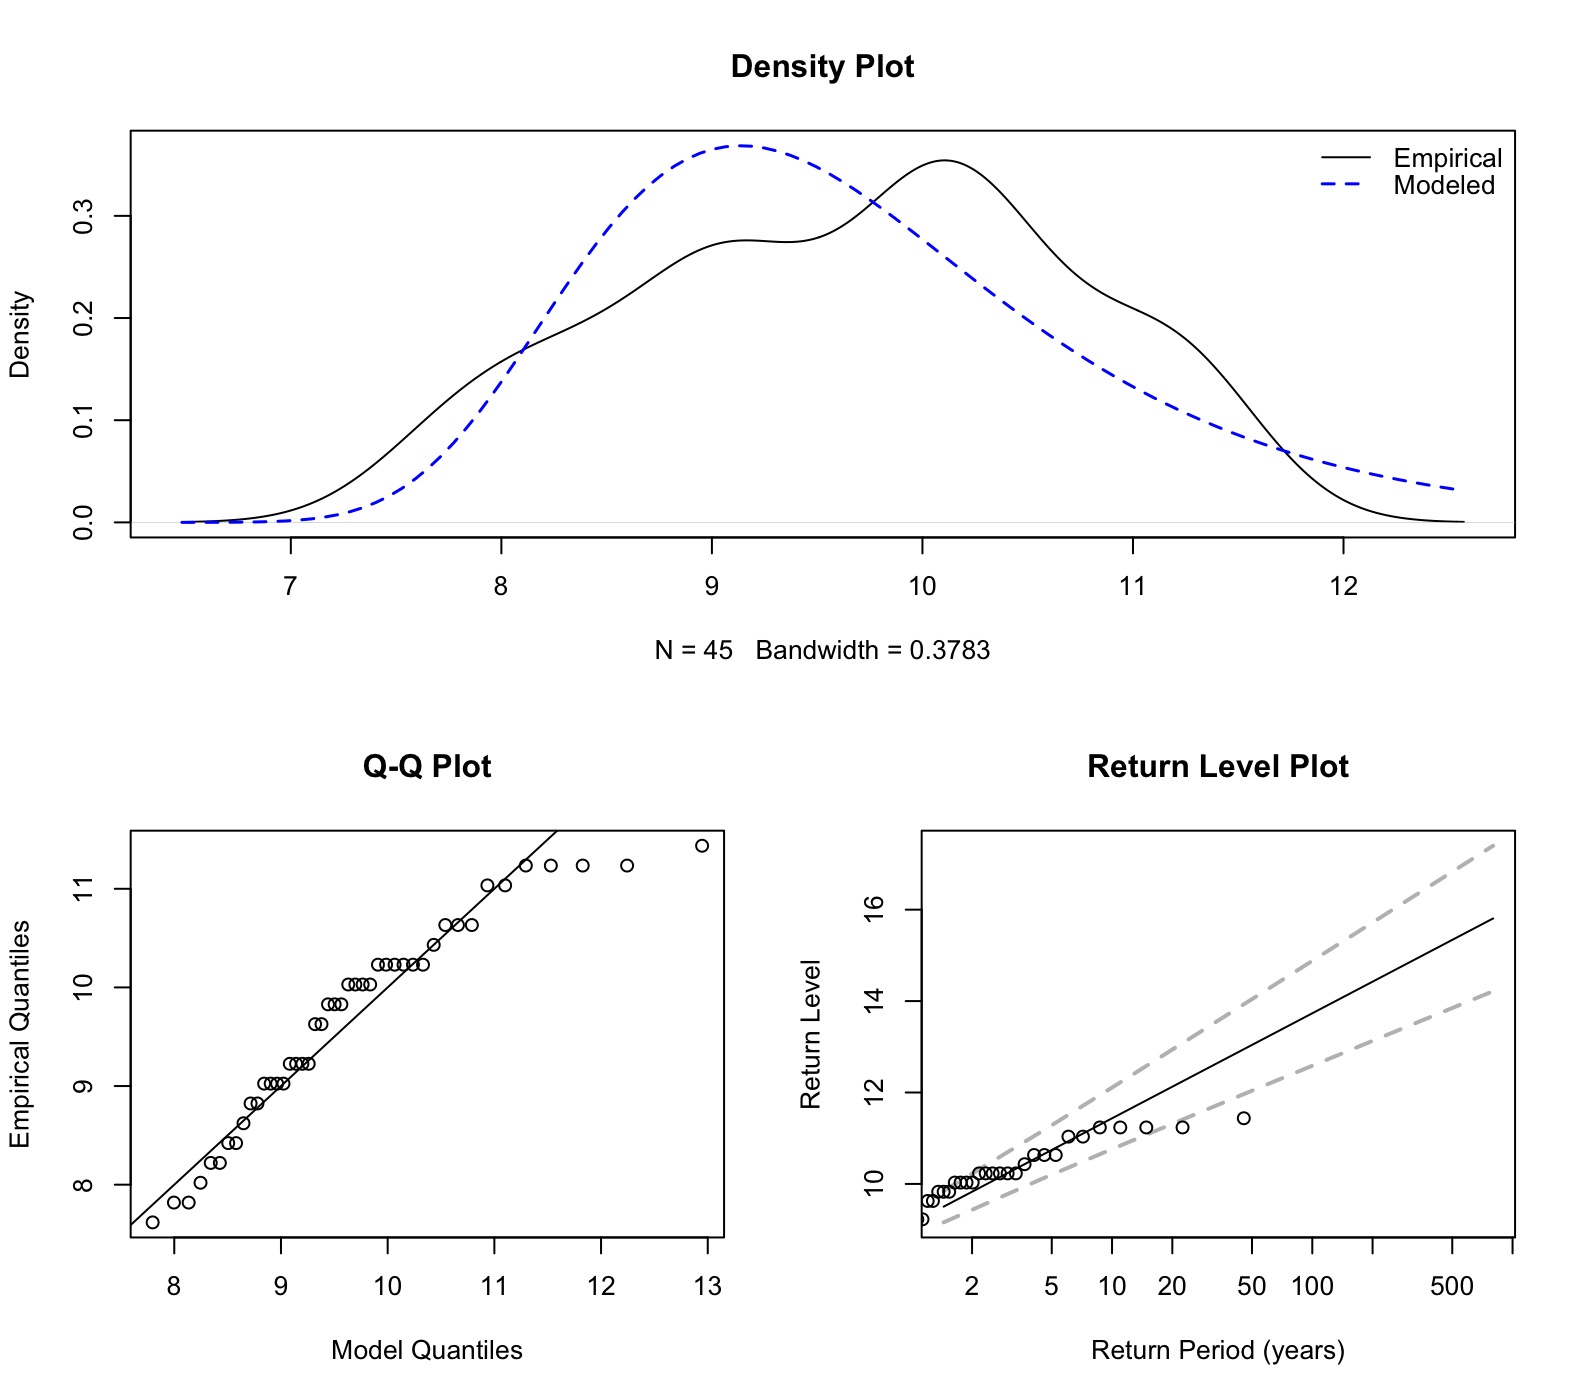 Density Plot
Empirical
Modeled
Density
0.0 0.1 0.2 0.3
7 8 9 10 11 12
N = 45 Bandwidth = 0.3783
Q-Q Plot
Empirical Quantiles
8 9 10 11
8 9 10 11 12 13
Model Quantiles
Return Level Plot
Return Level
10 12 14 16
2 5 10 20 50 100 500
Return Period (years)